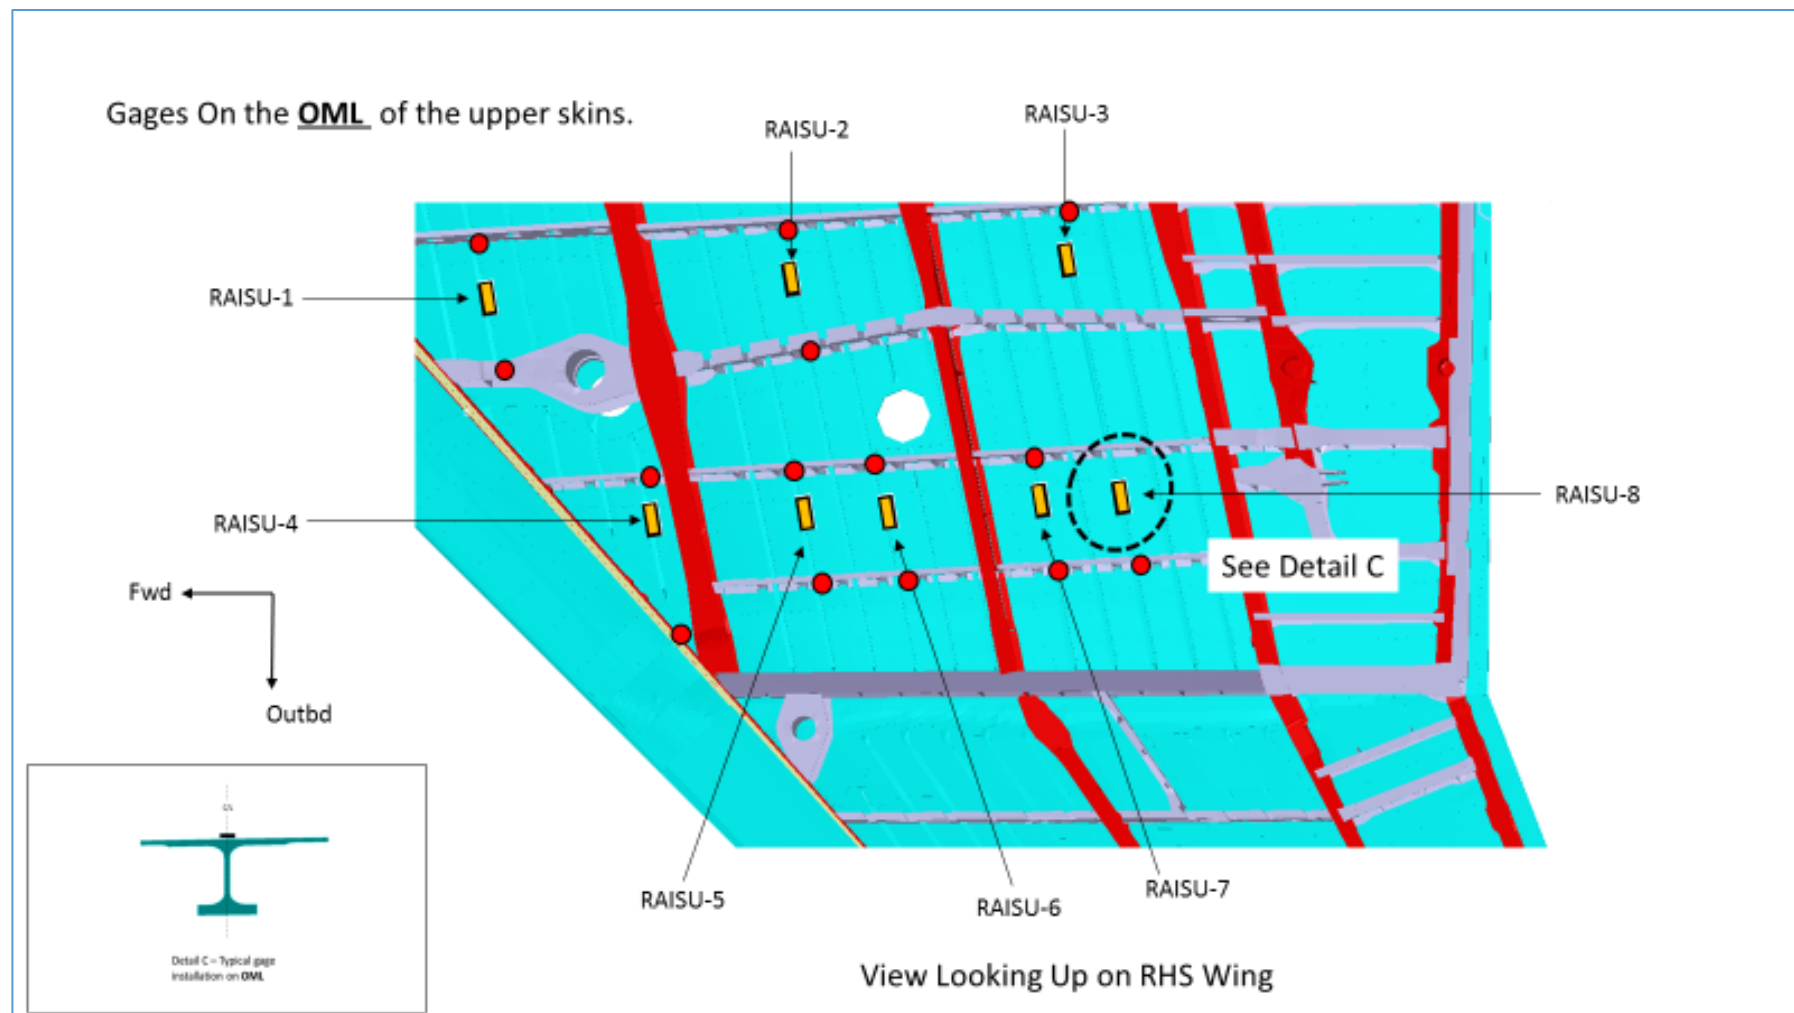 Gages On the OML of the upper skins.
RAISU-2
RAISU-3
RAISU-1
RAISU-4
RAISU-8
See Detail C
Fwd
Outbd
RAISU-5
RAISU-6
RAISU-7
Detail C – Typical gage
installation on OML
View Looking Up on RHS Wing